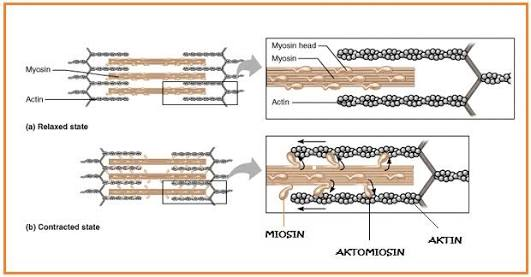 Myosin
Actin
(a) Relaxed state
Myosin head
Myosin
Actin
(b) Contracted state
MIOSIN
AKTOMIOSIN
AKTIN